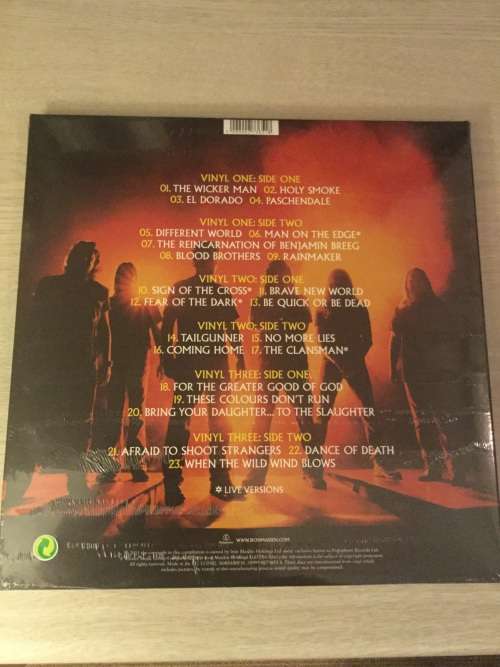 VINYL ONE: SIDE ONE
01. THE WICKER MAN 02. HOLY SMOKE
03. EL DORADO 04. PASCHENDALE
VINYL ONE: SIDE TWO
05. DIFFERENT WORLD 06. MAN ON THE EDGE*
07. THE REINCARNATION OF BENJAMIN BREEG
08. BLOOD BROTHERS 09. RAINMAKER
VINYL TWO: SIDE ONE
10. SIGN OF THE CROSS* 11. BRAVE NEW WORLD
12. FEAR OF THE DARK* 13. BE QUICK OR BE DEAD
VINYL TWO: SIDE TWO
14. TAILGUNNER 15. NO MORE LIES
16. COMING HOME 17. THE CLANSMAN*
VINYL THREE: SIDE ONE
18. FOR THE GREATER GOOD OF GOD
19. THESE COLOURS DON'T RUN
20. BRING YOUR DAUGHTER... TO THE SLAUGHTER
VINYL THREE: SIDE TWO
21. AFRAID TO SHOOT STRANGERS 22. DANCE OF DEATH
23. WHEN THE WILD WIND BLOWS
* LIVE VERSIONS
WWW.IRONMAIDEN.COM